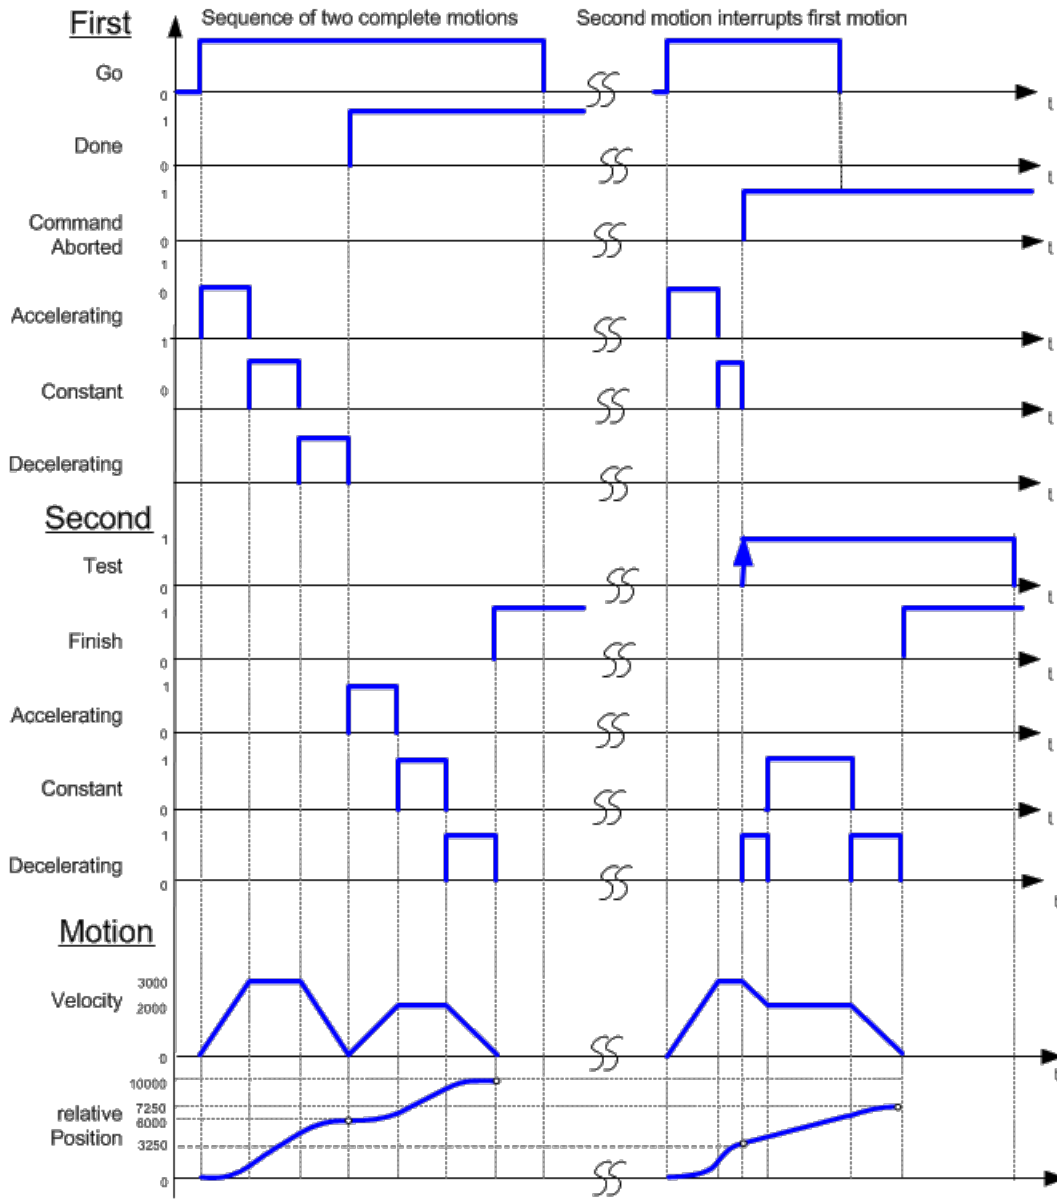 First
Sequence of two complete motions
Second motion interrupts first motion
Go
0
t
1
Done
0
t
1
Command
Aborted
0
t
1
0
Accelerating
1
t
Constant
0
t
Decelerating
t
Second
1
Test
0
t
1
Finish
0
t
1
Accelerating
0
t
1
Constant
0
t
1
Decelerating
0
t
Motion
3000
Velocity
2000
0
t
10000
7250
relative
6000
Position
3250
0
t